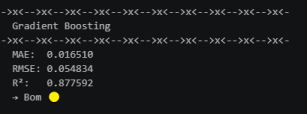 ->x<-->x<-->x<-->x<-->x<-->x<-->x<-->x<-->x<-
Gradient Boosting
->x<-->x<-->x<-->x<-->x<-->x<-->x<-->x<-->x<-
MAE: 0.016510
RMSE: 0.054834
R²: 0.877592
→ Bom 🟡